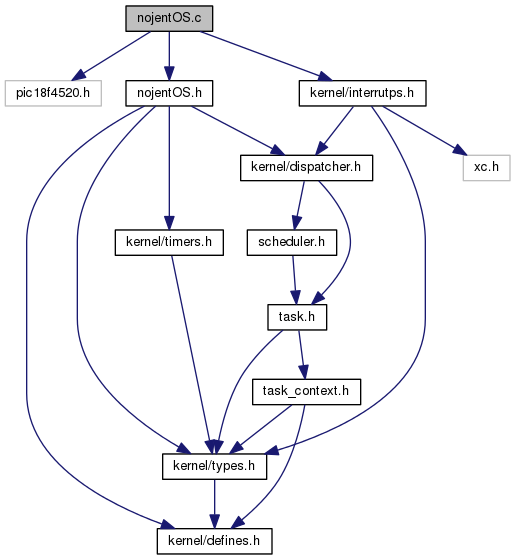 nojentOS.c
pic18f4520.h
nojentOS.h
kernel/interrutps.h
kernel/dispatcher.h
xc.h
kernel/timers.h
scheduler.h
task.h
task_context.h
kernel/types.h
kernel/defines.h